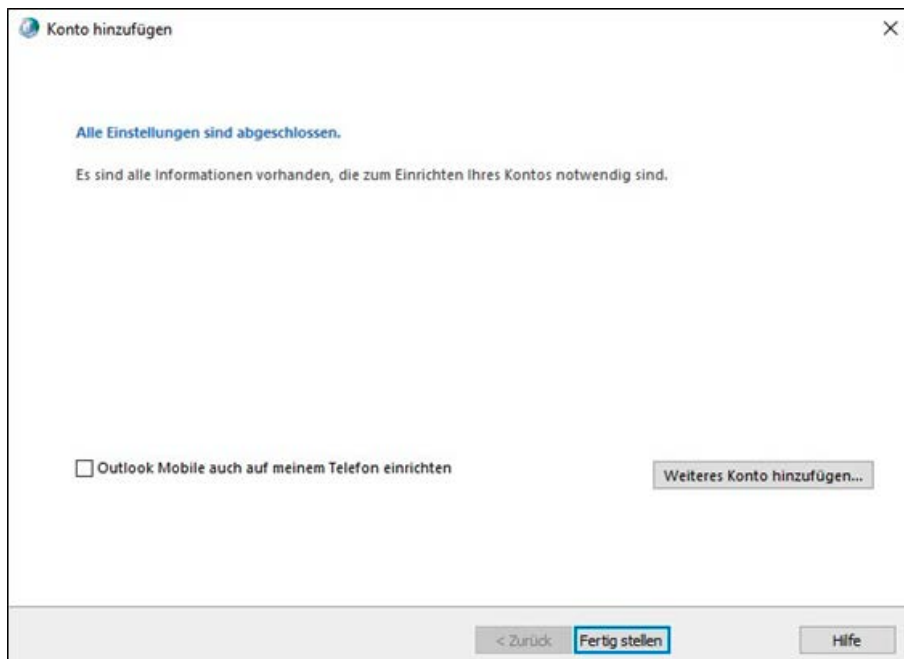 Konto hinzufügen
Alle Einstellungen sind abgeschlossen.
Es sind alle Informationen vorhanden, die zum Einrichten Ihres Kontos notwendig sind.
Outlook Mobile auch auf meinem Telefon einrichten
Weiteres Konto hinzufügen...
< Zurück
Fertig stellen
Hilfe